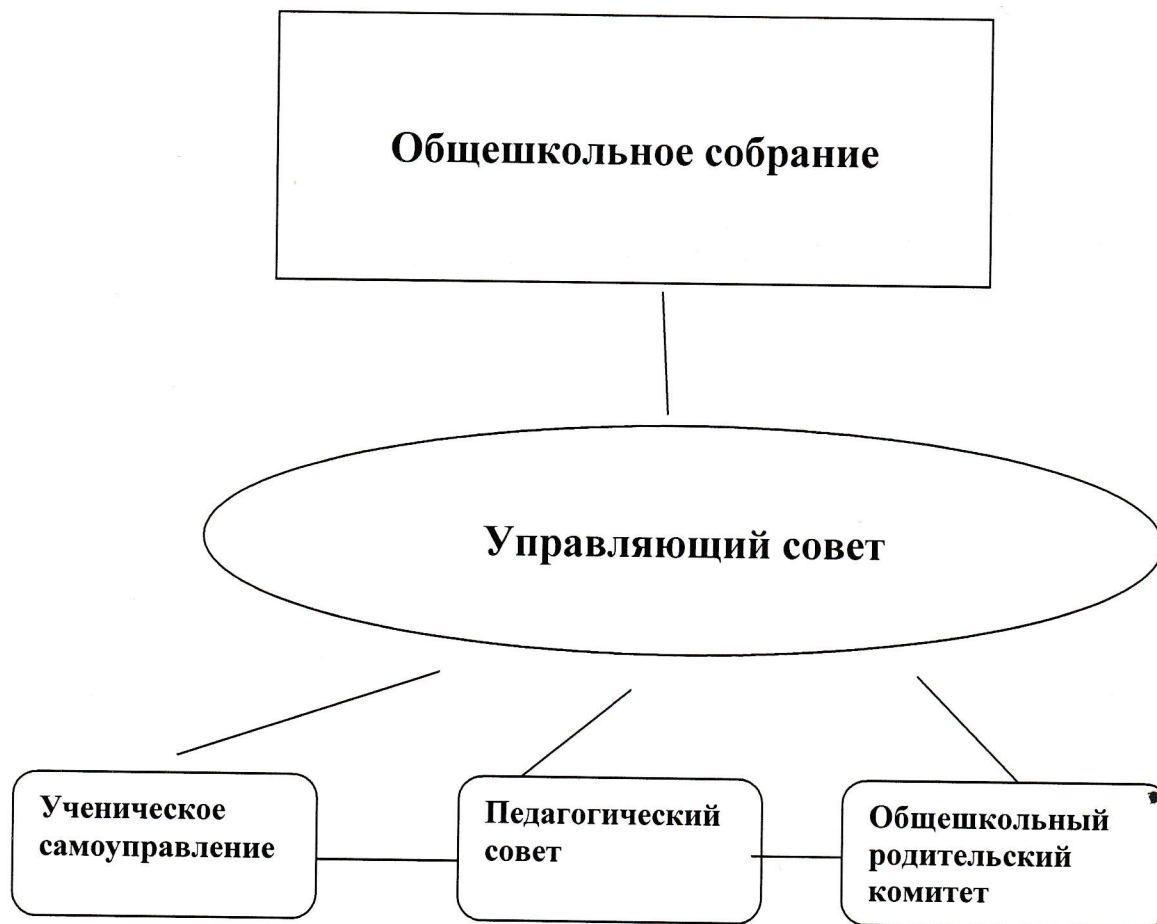 Общешкольное собрание
Управляющий совет
Ученическое
самоуправление
Педагогический
совет
Общешкольный
родительский
комитет